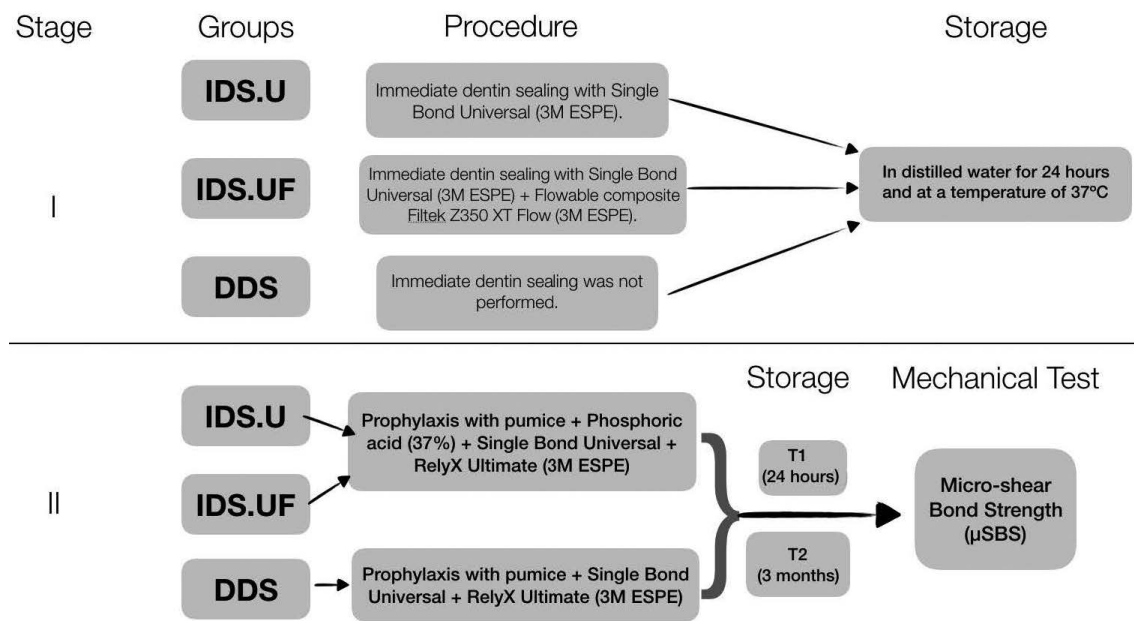 Stage
Groups
Procedure
Storage
I
IDS.U
Immediate dentin sealing with Single
Bond Universal (3M ESPE).
IDS.UF
Immediate dentin sealing with Single Bond
Universal (3M ESPE) + Flowable composite
Filtek Z350 XT Flow (3M ESPE).
DDS
Immediate dentin sealing was not
performed.
In distilled water for 24 hours
and at a temperature of 37ºC
II
IDS.U
IDS.UF
Prophylaxis with pumice + Phosphoric
acid (37%) + Single Bond Universal +
RelyX Ultimate (3M ESPE)
DDS
Prophylaxis with pumice + Single Bond
Universal + RelyX Ultimate (3M ESPE)
Storage
T1
(24 hours)
T2
(3 months)
Mechanical Test
Micro-shear
Bond Strength
(µSBS)